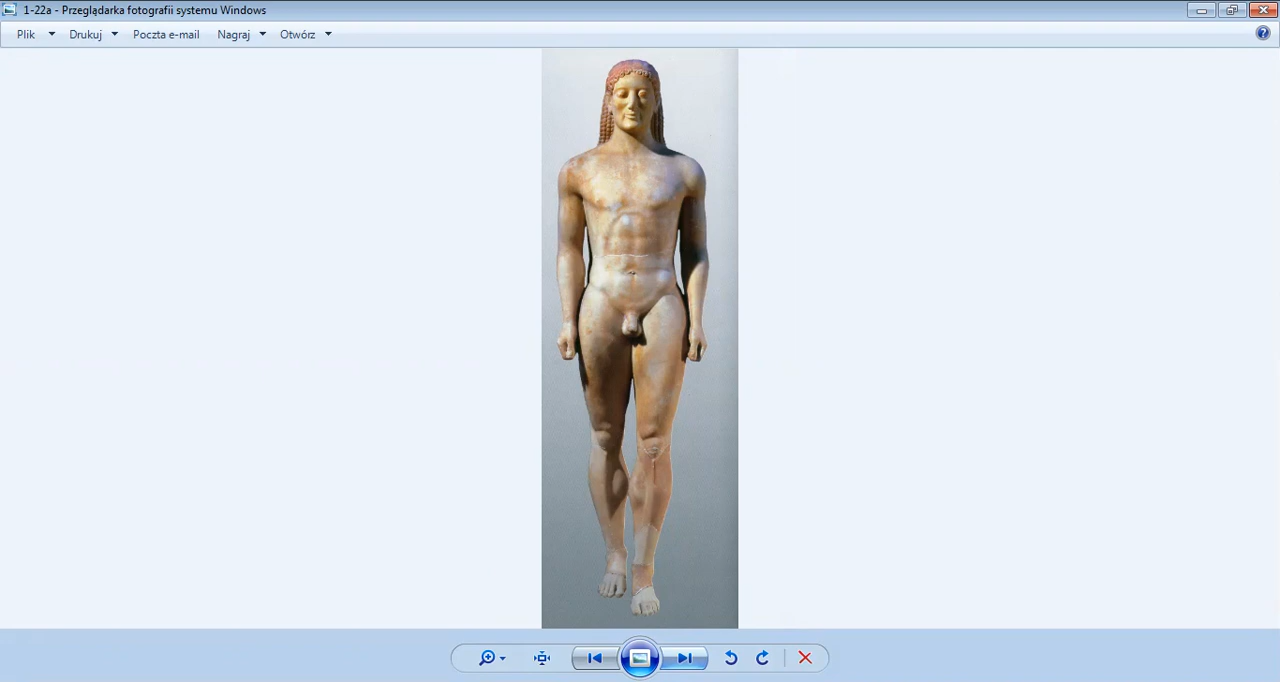 1-22a - Przeglądarka fotografii systemu Windows
Plik Drukuj Poczta e-mail Nagraj Otwórz